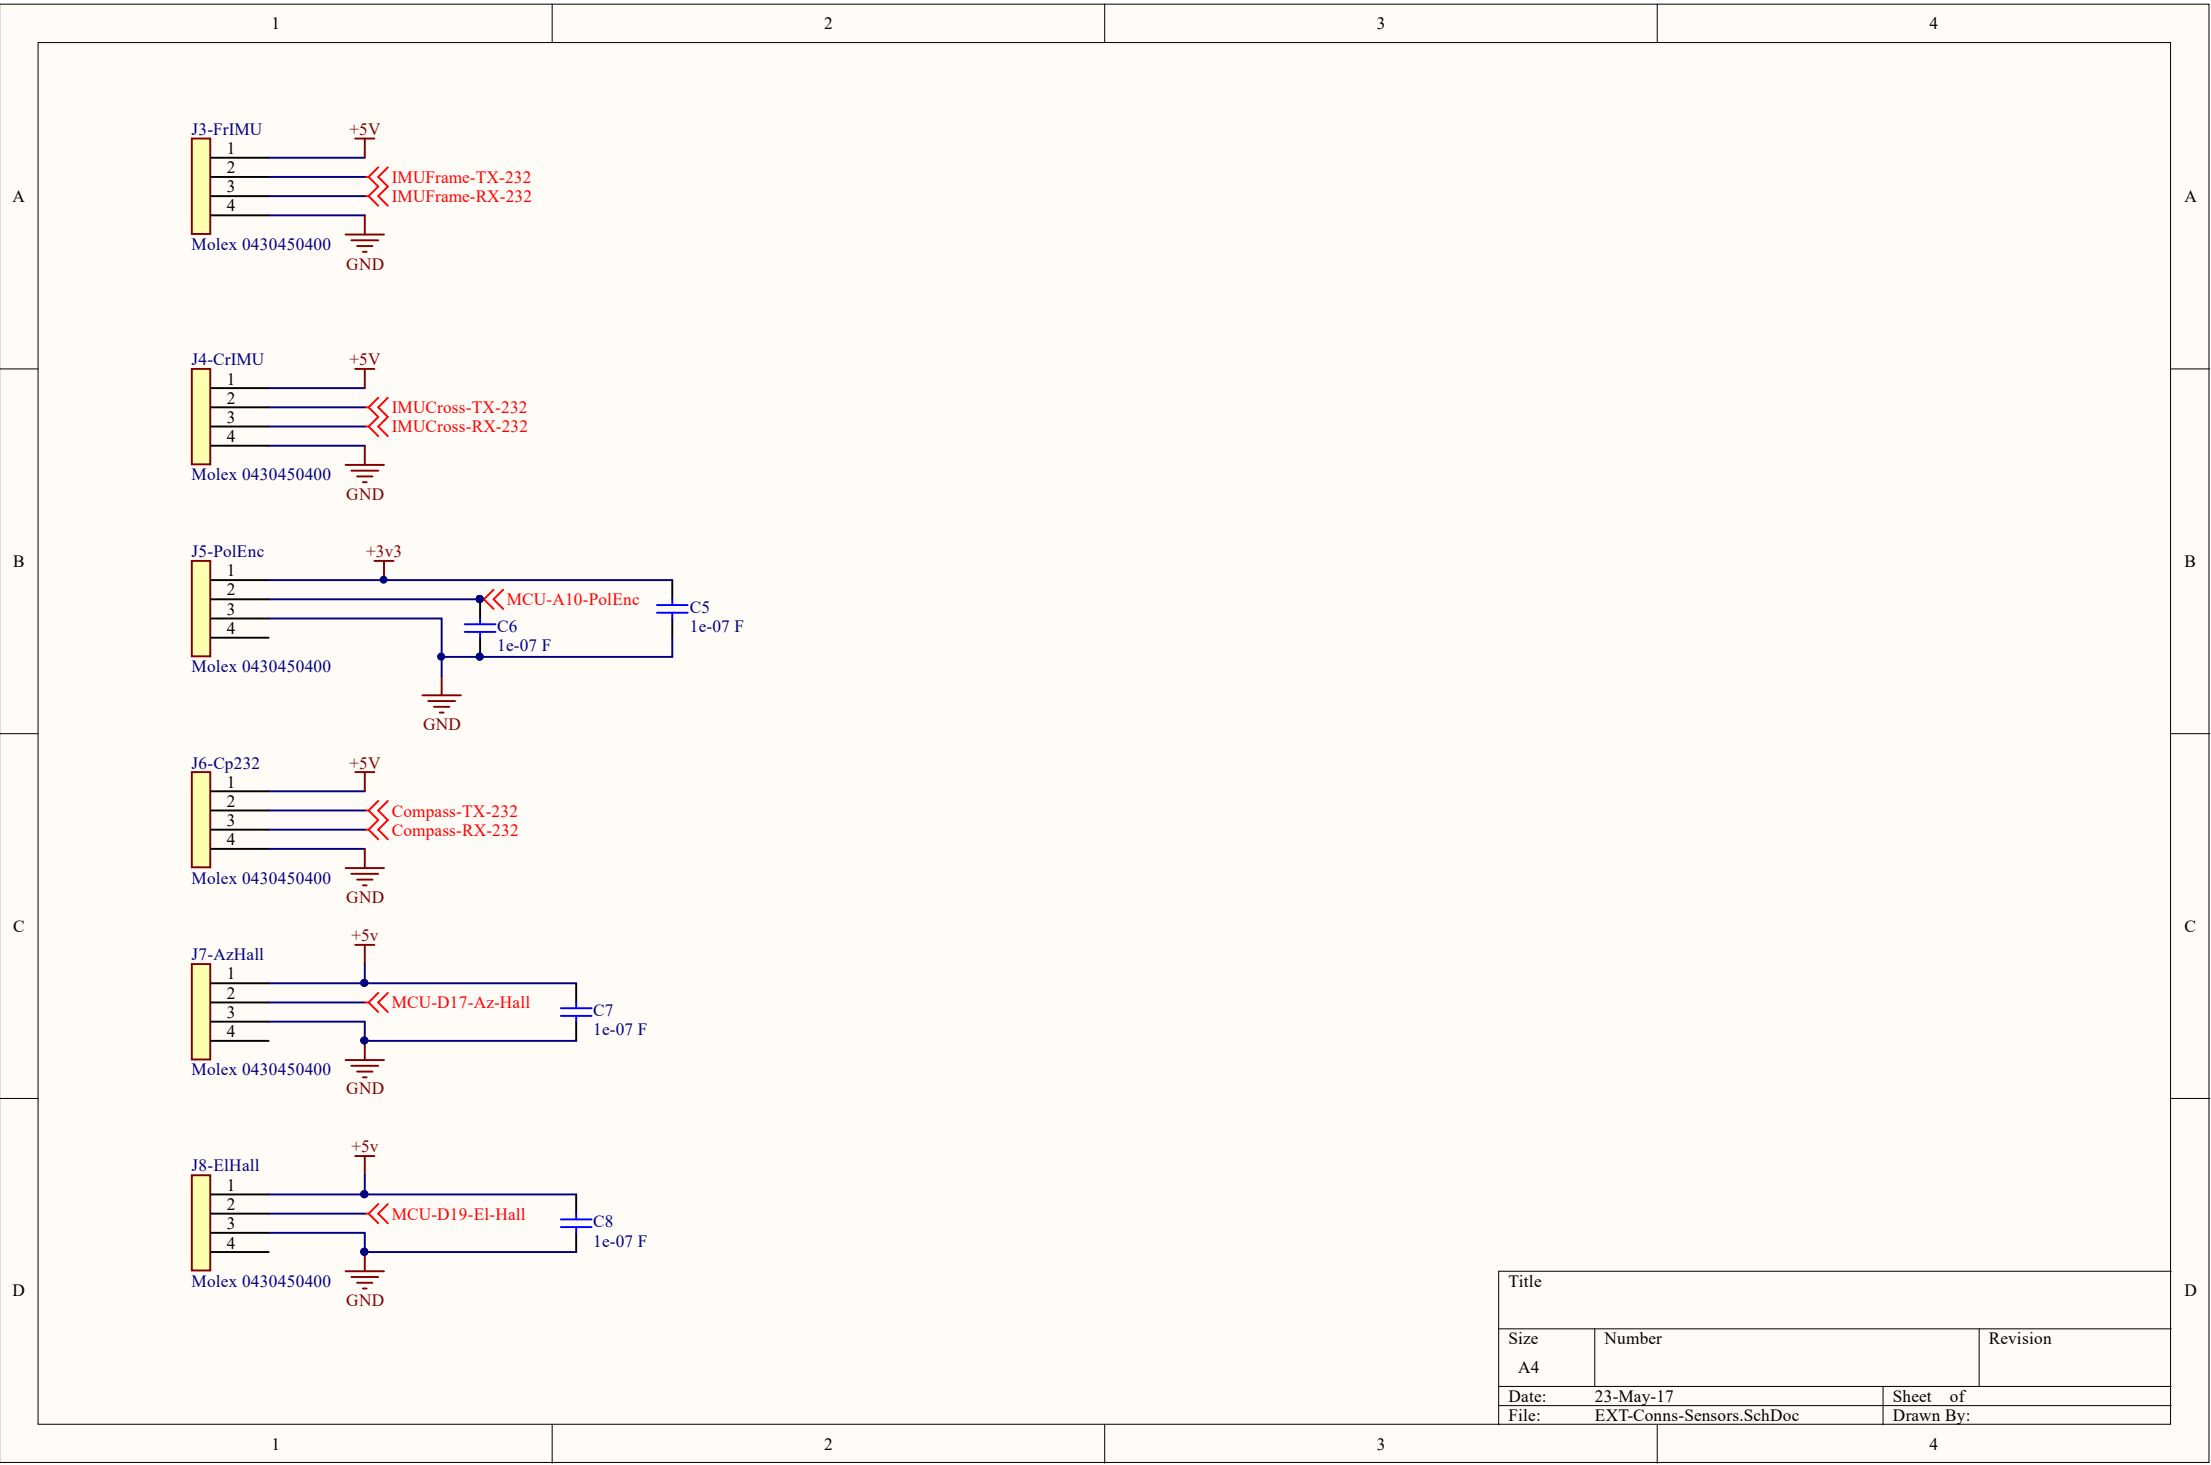 1 2 3 4
A A
J3-FrIMU
+5V
1
2
3
4
IMUFrame-TX-232
IMUFrame-RX-232
Molex 0430450400
GND
J4-CrIMU
+5V
1
2
3
4
IMUCross-TX-232
IMUCross-RX-232
Molex 0430450400
GND
B B
J5-PolEnc
+3v3
1
2
3
4
MCU-A10-PolEnc
C5
1e-07 F
C6
1e-07 F
Molex 0430450400
GND
J6-Cp232
+5V
1
2
3
4
Compass-TX-232
Compass-RX-232
Molex 0430450400
GND
C C
J7-AzHall
+5v
1
2
3
4
MCU-D17-Az-Hall
C7
1e-07 F
Molex 0430450400
GND
J8-ElHall
+5v
1
2
3
4
MCU-D19-El-Hall
C8
1e-07 F
Molex 0430450400
GND
D D
Title
Size Number Revision
A4
Date: 23-May-17 Sheet of
File: EXT-Conns-Sensors.SchDoc Drawn By:
1 2 3 4